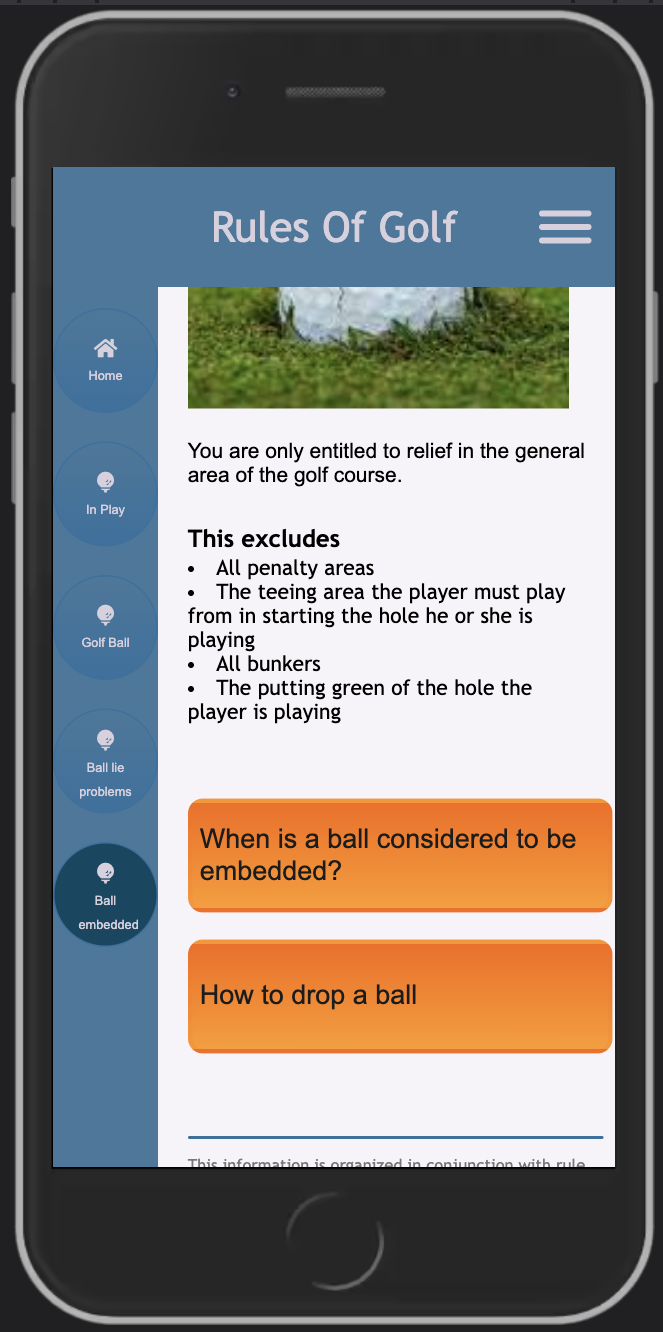 Rules Of Golf
Home
In Play
Golf Ball
Ball lie
problems
Ball
embedded
You are only entitled to relief in the general
area of the golf course.
This excludes
• All penalty areas
• The teeing area the player must play
from in starting the hole he or she is
playing
• All bunkers
• The putting green of the hole the
player is playing
When is a ball considered to be
embedded?
How to drop a ball
This information is organized in conjunction with rule